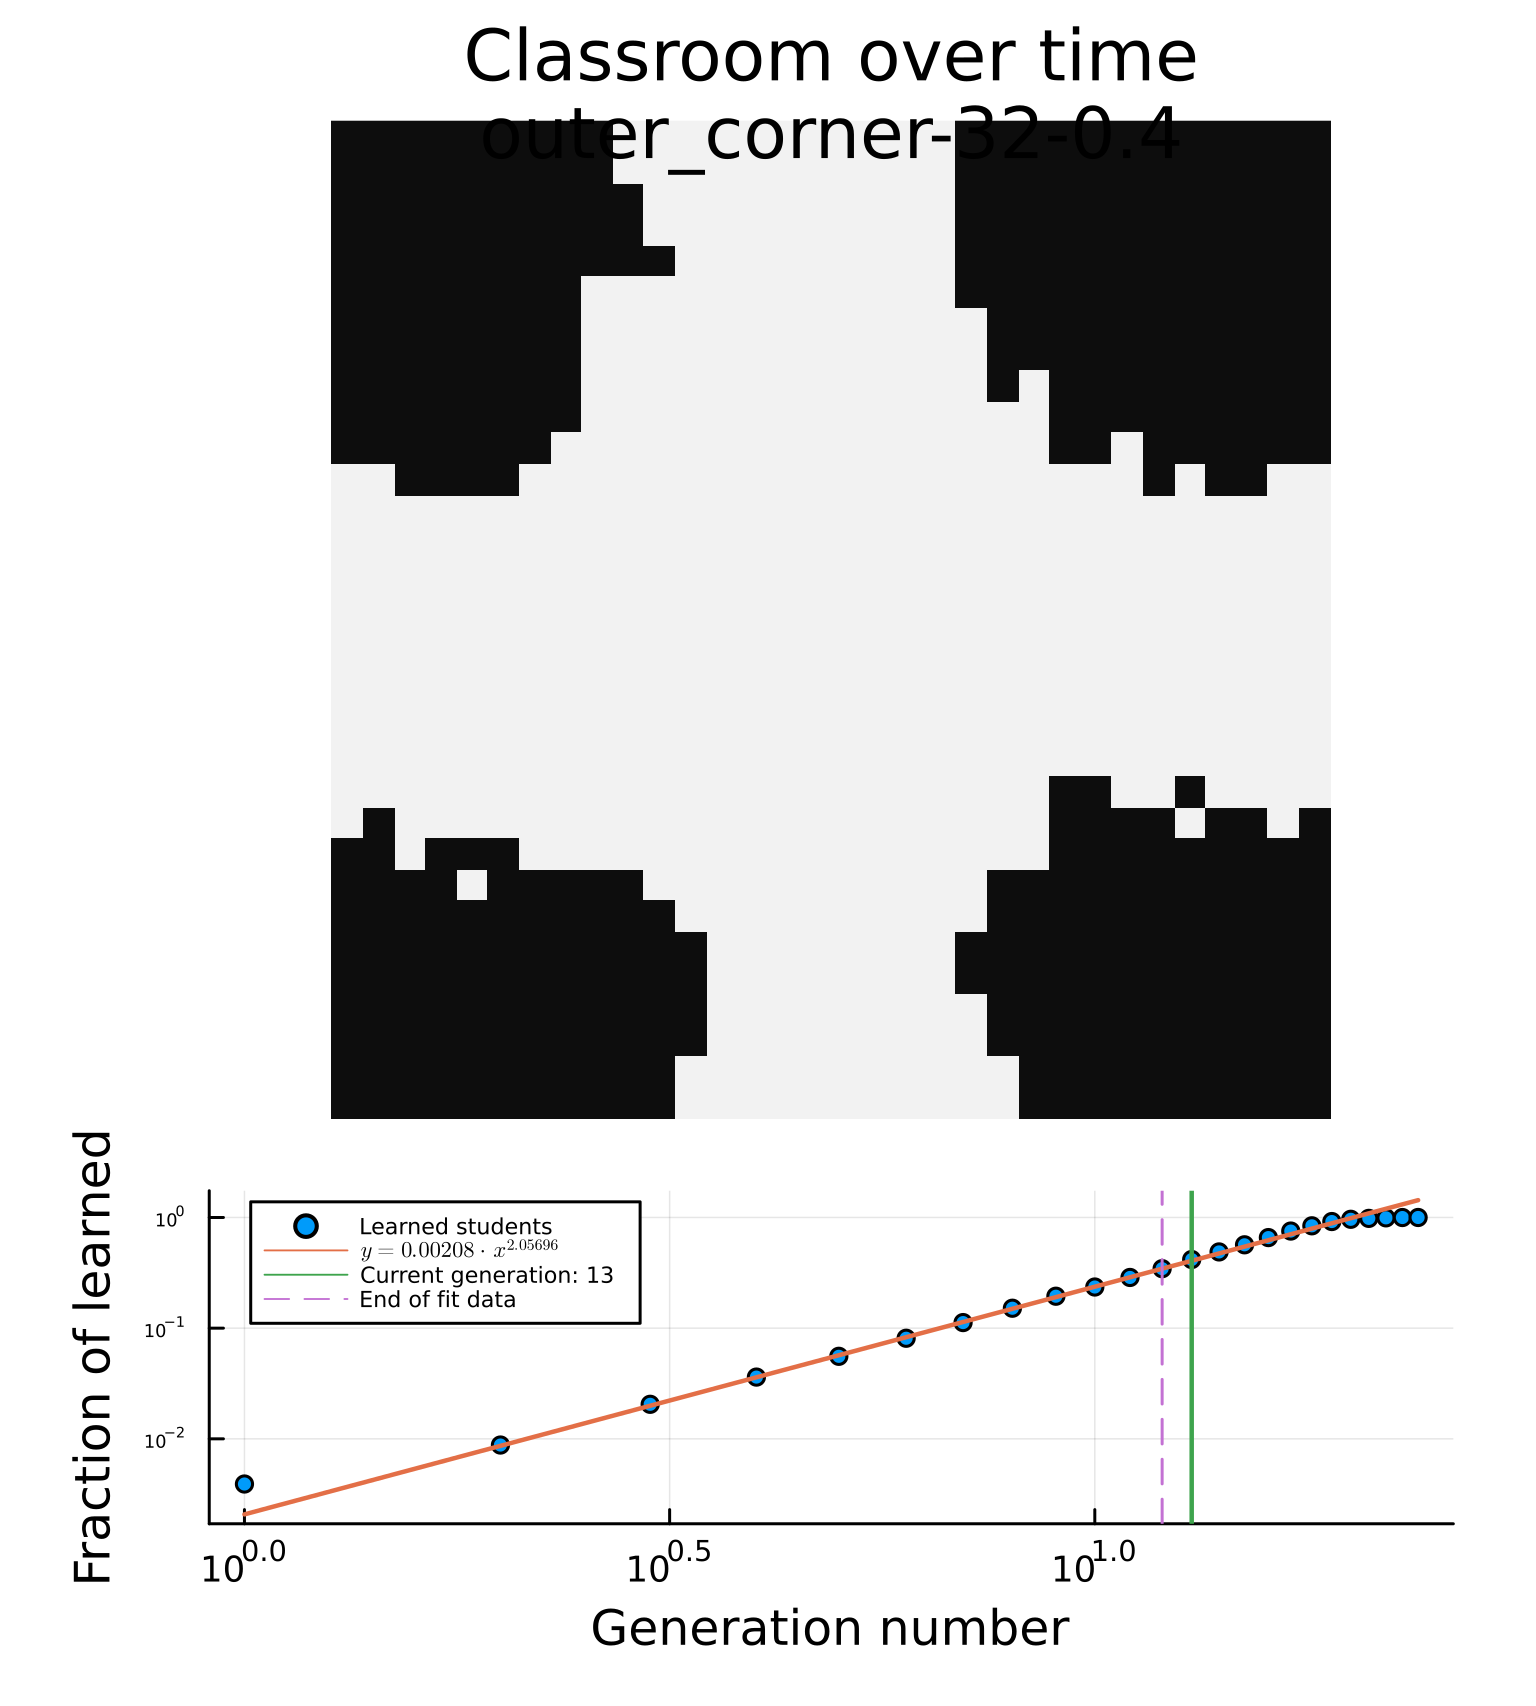 Classroom over time
outer_corner-32-0.4
Fraction of learned
10⁰
10⁻¹
10⁻²
Learned students
y = 0.00208 · x^2.05696
Current generation: 13
End of fit data
10^0.0
10^0.5
10^1.0
Generation number